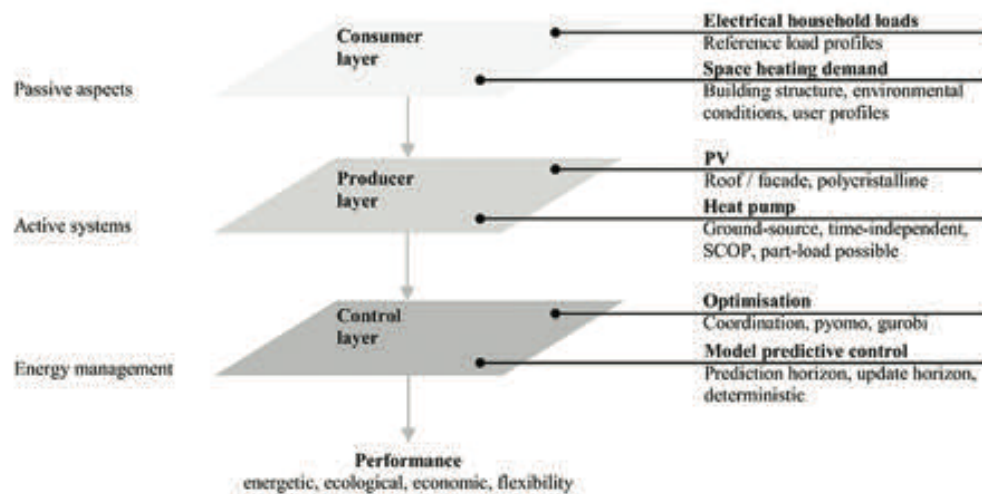 Consumer
layer
Electrical household loads
Reference load profiles
Space heating demand
Building structure, environmental
conditions, user profiles
Passive aspects
Producer
layer
PV
Roof / facade, polycristalline
Heat pump
Ground-source, time-independent,
SCOP, part-load possible
Active systems
Control
layer
Optimisation
Coordination, pyomo, gurobi
Model predictive control
Prediction horizon, update horizon,
deterministic
Energy management
Performance
energetic, ecological, economic, flexibility